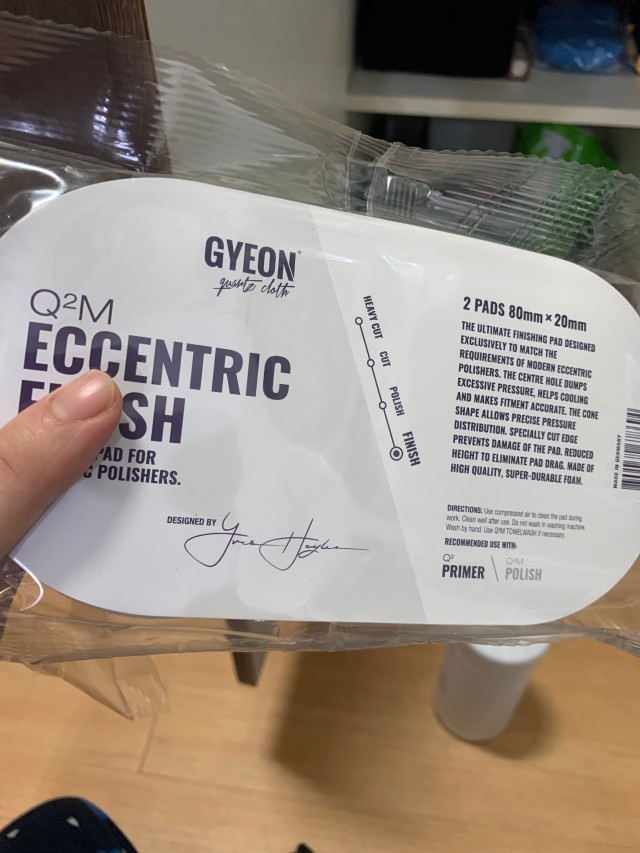 GYEON®
quartz cloth
Q²M
ECCENTRIC
SH
PAD FOR
C POLISHERS.
DESIGNED BY
HEAVY CUT
CUT
POLISH
FINISH
2 PADS 80mm × 20mm
THE ULTIMATE FINISHING PAD DESIGNED
EXCLUSIVELY TO MATCH THE
REQUIREMENTS OF MODERN ECCENTRIC
POLISHERS. THE CENTRE HOLE DUMPS
EXCESSIVE PRESSURE, HELPS COOLING
AND MAKES FITMENT ACCURATE. THE CONE
SHAPE ALLOWS PRECISE PRESSURE
DISTRIBUTION. SPECIALLY CUT EDGE
PREVENTS DAMAGE OF THE PAD. REDUCED
HEIGHT TO ELIMINATE PAD DRAG. MADE OF
HIGH QUALITY, SUPER-DURABLE FOAM.
MADE IN GERMANY
DIRECTIONS: Use compressed air to clean the pad during
work. Clean well after use. Do not wash in washing machine.
Wash by hand. Use Q²M TOWELWASH if necessary.
RECOMMENDED USE WITH:
Q²
PRIMER
Q²M
POLISH